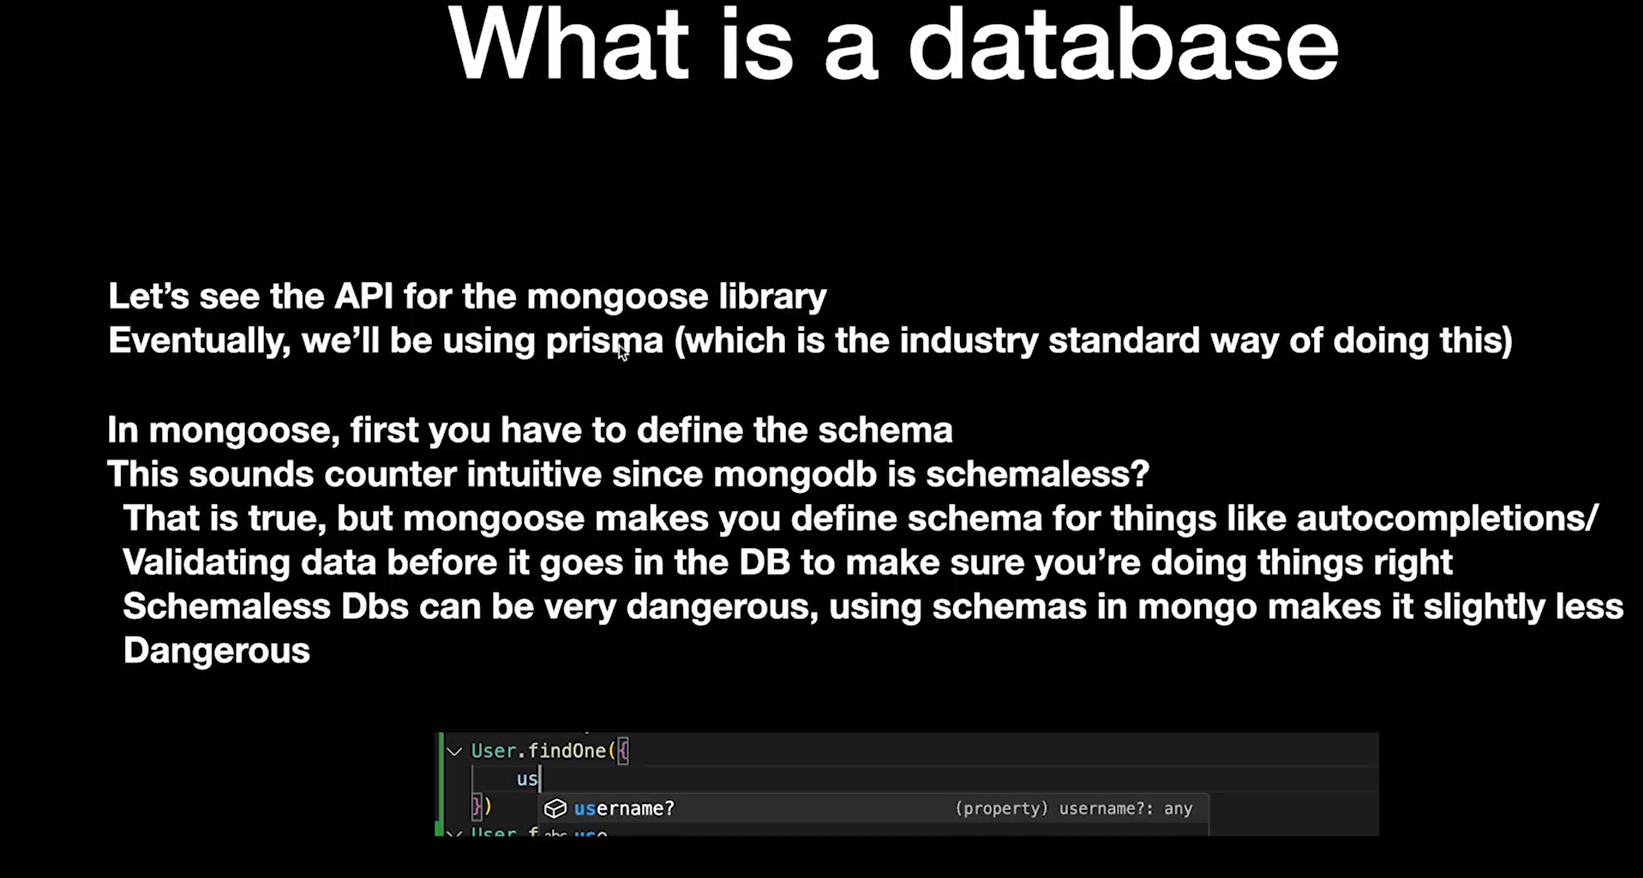 What is a database
Let’s see the API for the mongoose library
Eventually, we’ll be using prisma (which is the industry standard way of doing this)
In mongoose, first you have to define the schema
This sounds counter intuitive since mongodb is schemaless?
That is true, but mongoose makes you define schema for things like autocompletions/
Validating data before it goes in the DB to make sure you’re doing things right
Schemaless Dbs can be very dangerous, using schemas in mongo makes it slightly less
Dangerous
User.findOne({
us
}) username? (property) username?: any
User.f abc use